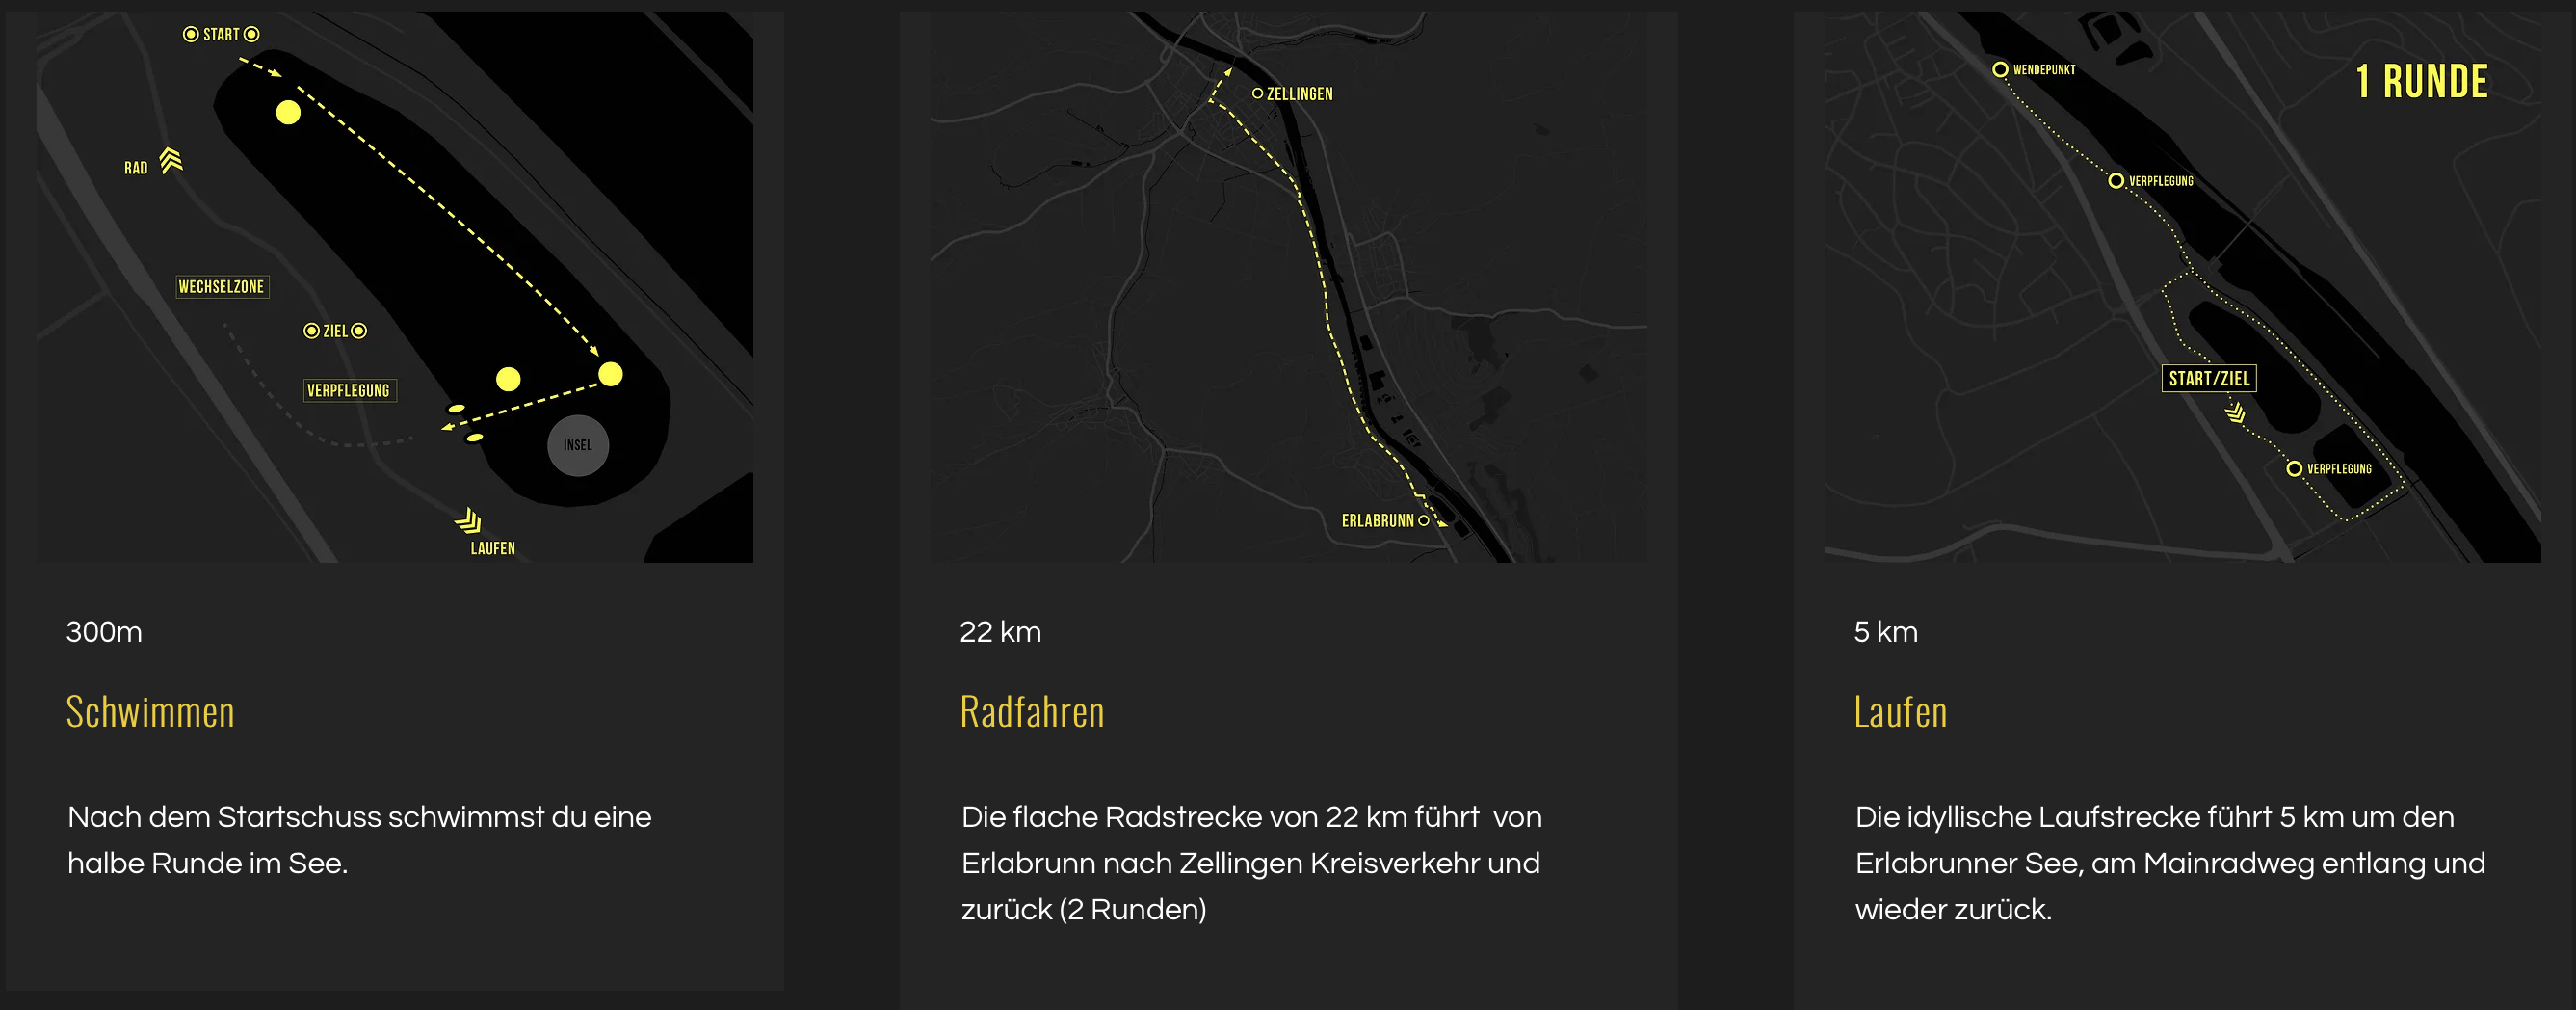 START
RAD
WECHSELZONE
ZIEL
VERPFLEGUNG
INSEL
LAUFEN
300m
Schwimmen
Nach dem Startschuss schwimmst du eine
halbe Runde im See.
ZELLINGEN
ERLABRUNN
22 km
Radfahren
Die flache Radstrecke von 22 km führt  von
Erlabrunn nach Zellingen Kreisverkehr und
zurück (2 Runden)
WENDEPUNKT
1 RUNDE
VERPFLEGUNG
START/ZIEL
VERPFLEGUNG
5 km
Laufen
Die idyllische Laufstrecke führt 5 km um den
Erlabrunner See, am Mainradweg entlang und
wieder zurück.